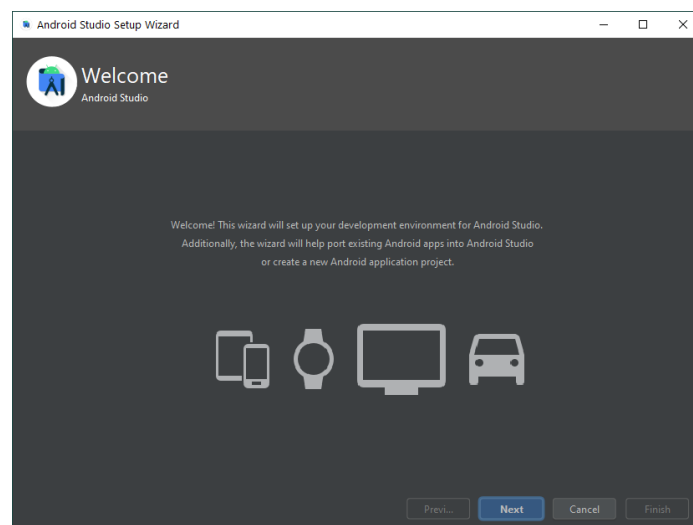 Android Studio Setup Wizard
Welcome
Android Studio
Welcome! This wizard will set up your development environment for Android Studio.
Additionally, the wizard will help port existing Android apps into Android Studio
or create a new Android application project.
Previ... Next Cancel Finish